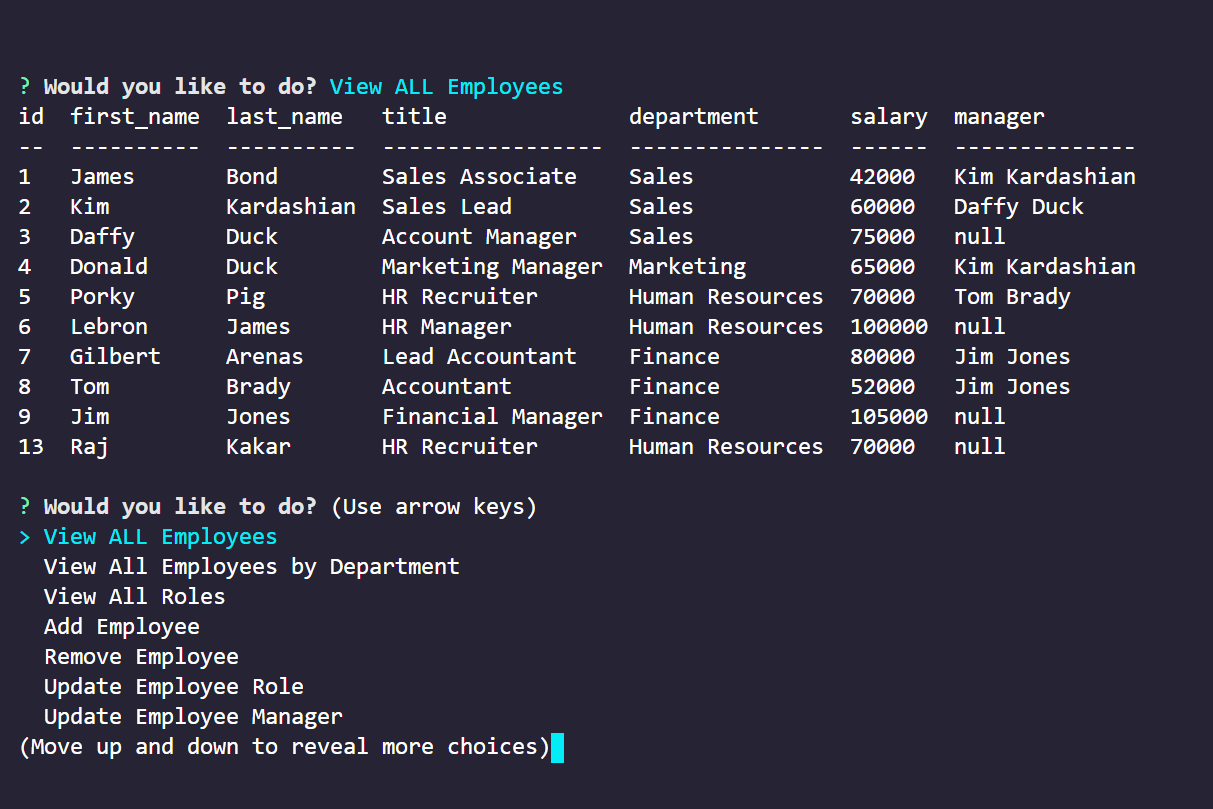 ? Would you like to do? View ALL Employees
id  first_name  last_name   title              department       salary  manager
--  ----------  ----------  -----------------  ---------------  ------  --------------
1   James       Bond        Sales Associate    Sales            42000   Kim Kardashian
2   Kim         Kardashian  Sales Lead         Sales            60000   Daffy Duck
3   Daffy       Duck        Account Manager    Sales            75000   null
4   Donald      Duck        Marketing Manager  Marketing        65000   Kim Kardashian
5   Porky       Pig         HR Recruiter       Human Resources  70000   Tom Brady
6   Lebron      James       HR Manager         Human Resources  100000  null
7   Gilbert     Arenas      Lead Accountant    Finance          80000   Jim Jones
8   Tom         Brady       Accountant         Finance          52000   Jim Jones
9   Jim         Jones       Financial Manager  Finance          105000  null
13  Raj         Kakar       HR Recruiter       Human Resources  70000   null
? Would you like to do? (Use arrow keys)
> View ALL Employees
  View All Employees by Department
  View All Roles
  Add Employee
  Remove Employee
  Update Employee Role
  Update Employee Manager
(Move up and down to reveal more choices)